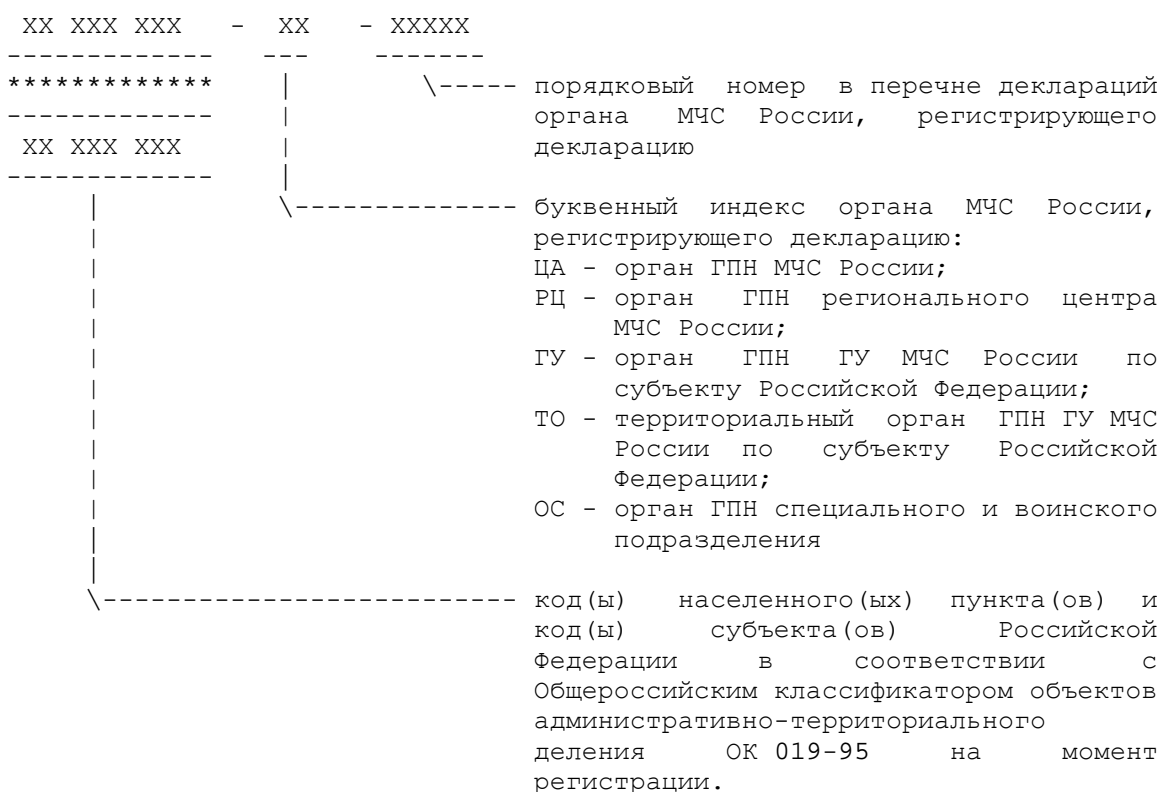 XX XXX XXX - XX - XXXXX
------------- --- -------
************* | \----- порядковый номер в перечне деклараций
------------- | органа МЧС России, регистрирующего
XX XXX XXX | декларацию
------------- |
| \-------------- буквенный индекс органа МЧС России,
| регистрирующего декларацию:
| ЦА - орган ГПН МЧС России;
| РЦ - орган ГПН регионального центра
| МЧС России;
| ГУ - орган ГПН ГУ МЧС России по
| субъекту Российской Федерации;
| ТО - территориальный орган ГПН ГУ МЧС
| России по субъекту Российской
| Федерации;
| ОС - орган ГПН специального и воинского
| подразделения
|
\-------------------------- код(ы) населенного(ых) пункта(ов) и
код(ы) субъекта(ов) Российской
Федерации в соответствии с
Общероссийским классификатором объектов
административно-территориального
деления ОК 019-95 на момент
регистрации.